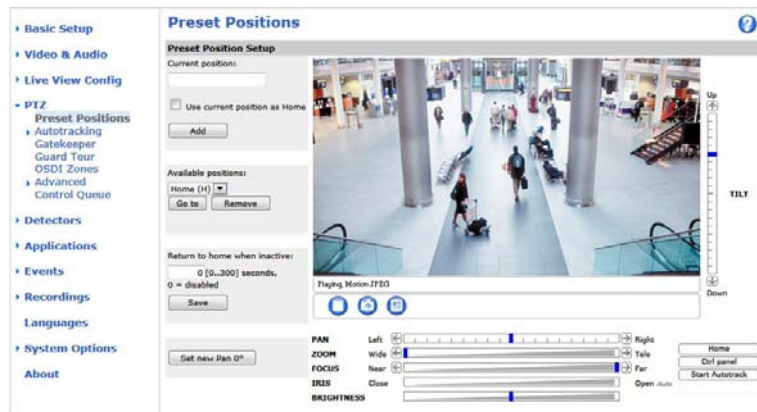 Basic Setup
Video & Audio
Live View Config
PTZ
Preset Positions
Autotracking
Gatekeeper
Guard Tour
OSDI Zones
Advanced
Control Queue
Detectors
Applications
Events
Recordings
Languages
System Options
About
Preset Positions
?
Preset Position Setup
Current position:
Use current position as Home
Add
Available positions:
Home (H)
Go to Remove
Return to home when inactive:
0 [0..300] seconds,
0 = disabled
Save
Set new Pan 0°
Up
TILT
Down
Playing, Motion JPEG
PAN Left Right
ZOOM Wide Tele
FOCUS Near Far
IRIS Close Open Auto
BRIGHTNESS
Home
Ctrl panel
Start Autotrack